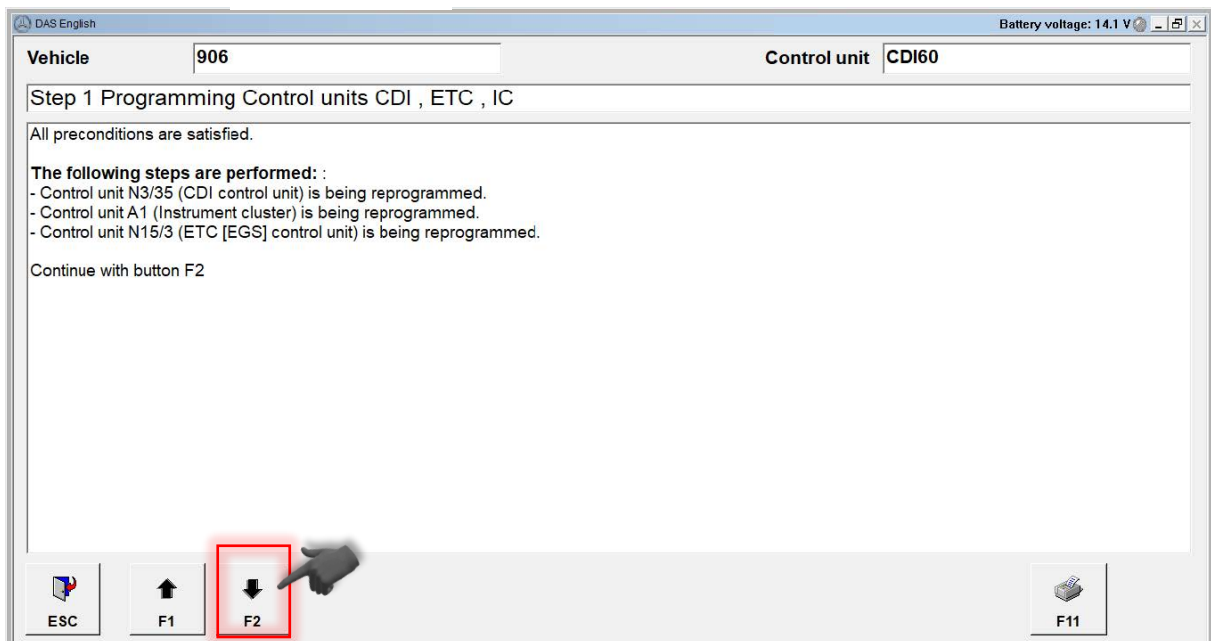 DAS English
Battery voltage: 14.1 V
Vehicle 906 Control unit CDI60
Step 1 Programming Control units CDI , ETC , IC
All preconditions are satisfied.
The following steps are performed: :
- Control unit N3/35 (CDI control unit) is being reprogrammed.
- Control unit A1 (Instrument cluster) is being reprogrammed.
- Control unit N15/3 (ETC [EGS] control unit) is being reprogrammed.
Continue with button F2
ESC F1 F2 F11